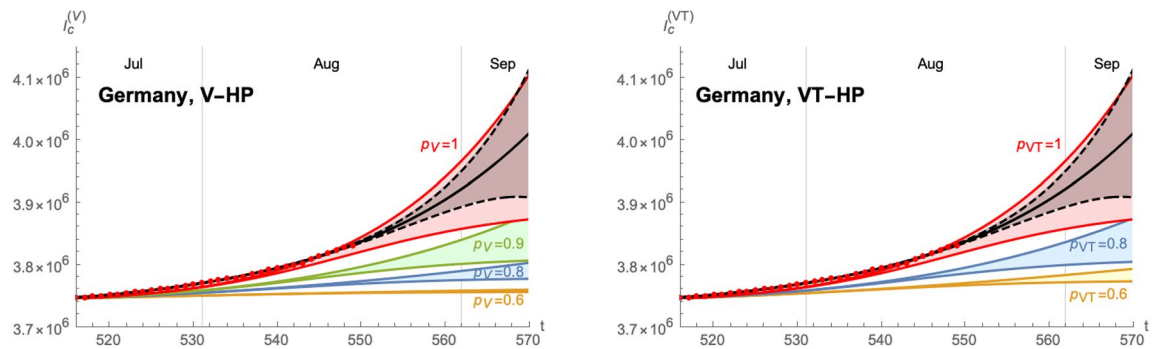 I_c^(V)
Jul Aug Sep
Germany, V–HP
4.1×10^6
4.0×10^6
3.9×10^6
3.8×10^6
3.7×10^6
p_V=1
p_V=0.9
p_V=0.8
p_V=0.6
520 530 540 550 560 570
t
I_c^(VT)
Jul Aug Sep
Germany, VT–HP
4.1×10^6
4.0×10^6
3.9×10^6
3.8×10^6
3.7×10^6
p_VT=1
p_VT=0.8
p_VT=0.6
520 530 540 550 560 570
t